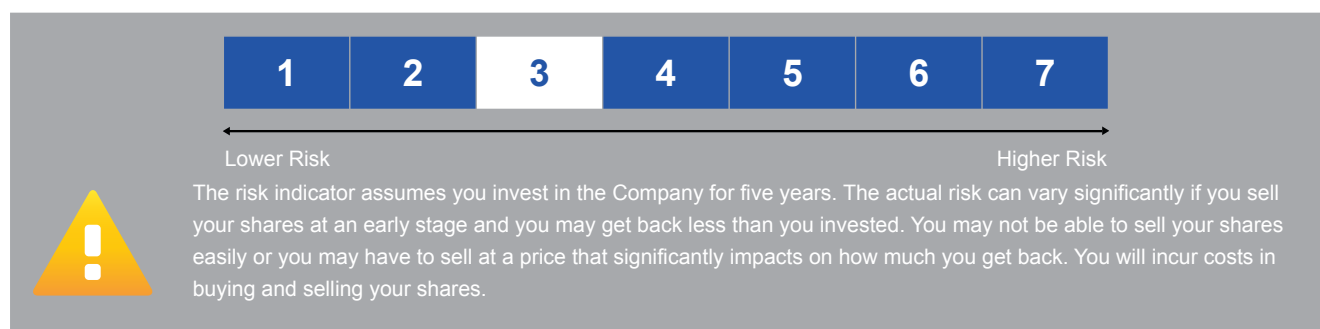 1 2 3 4 5 6 7
Lower Risk Higher Risk
The risk indicator assumes you invest in the Company for five years. The actual risk can vary significantly if you sell
your shares at an early stage and you may get back less than you invested. You may not be able to sell your shares
easily or you may have to sell at a price that significantly impacts on how much you get back. You will incur costs in
buying and selling your shares.